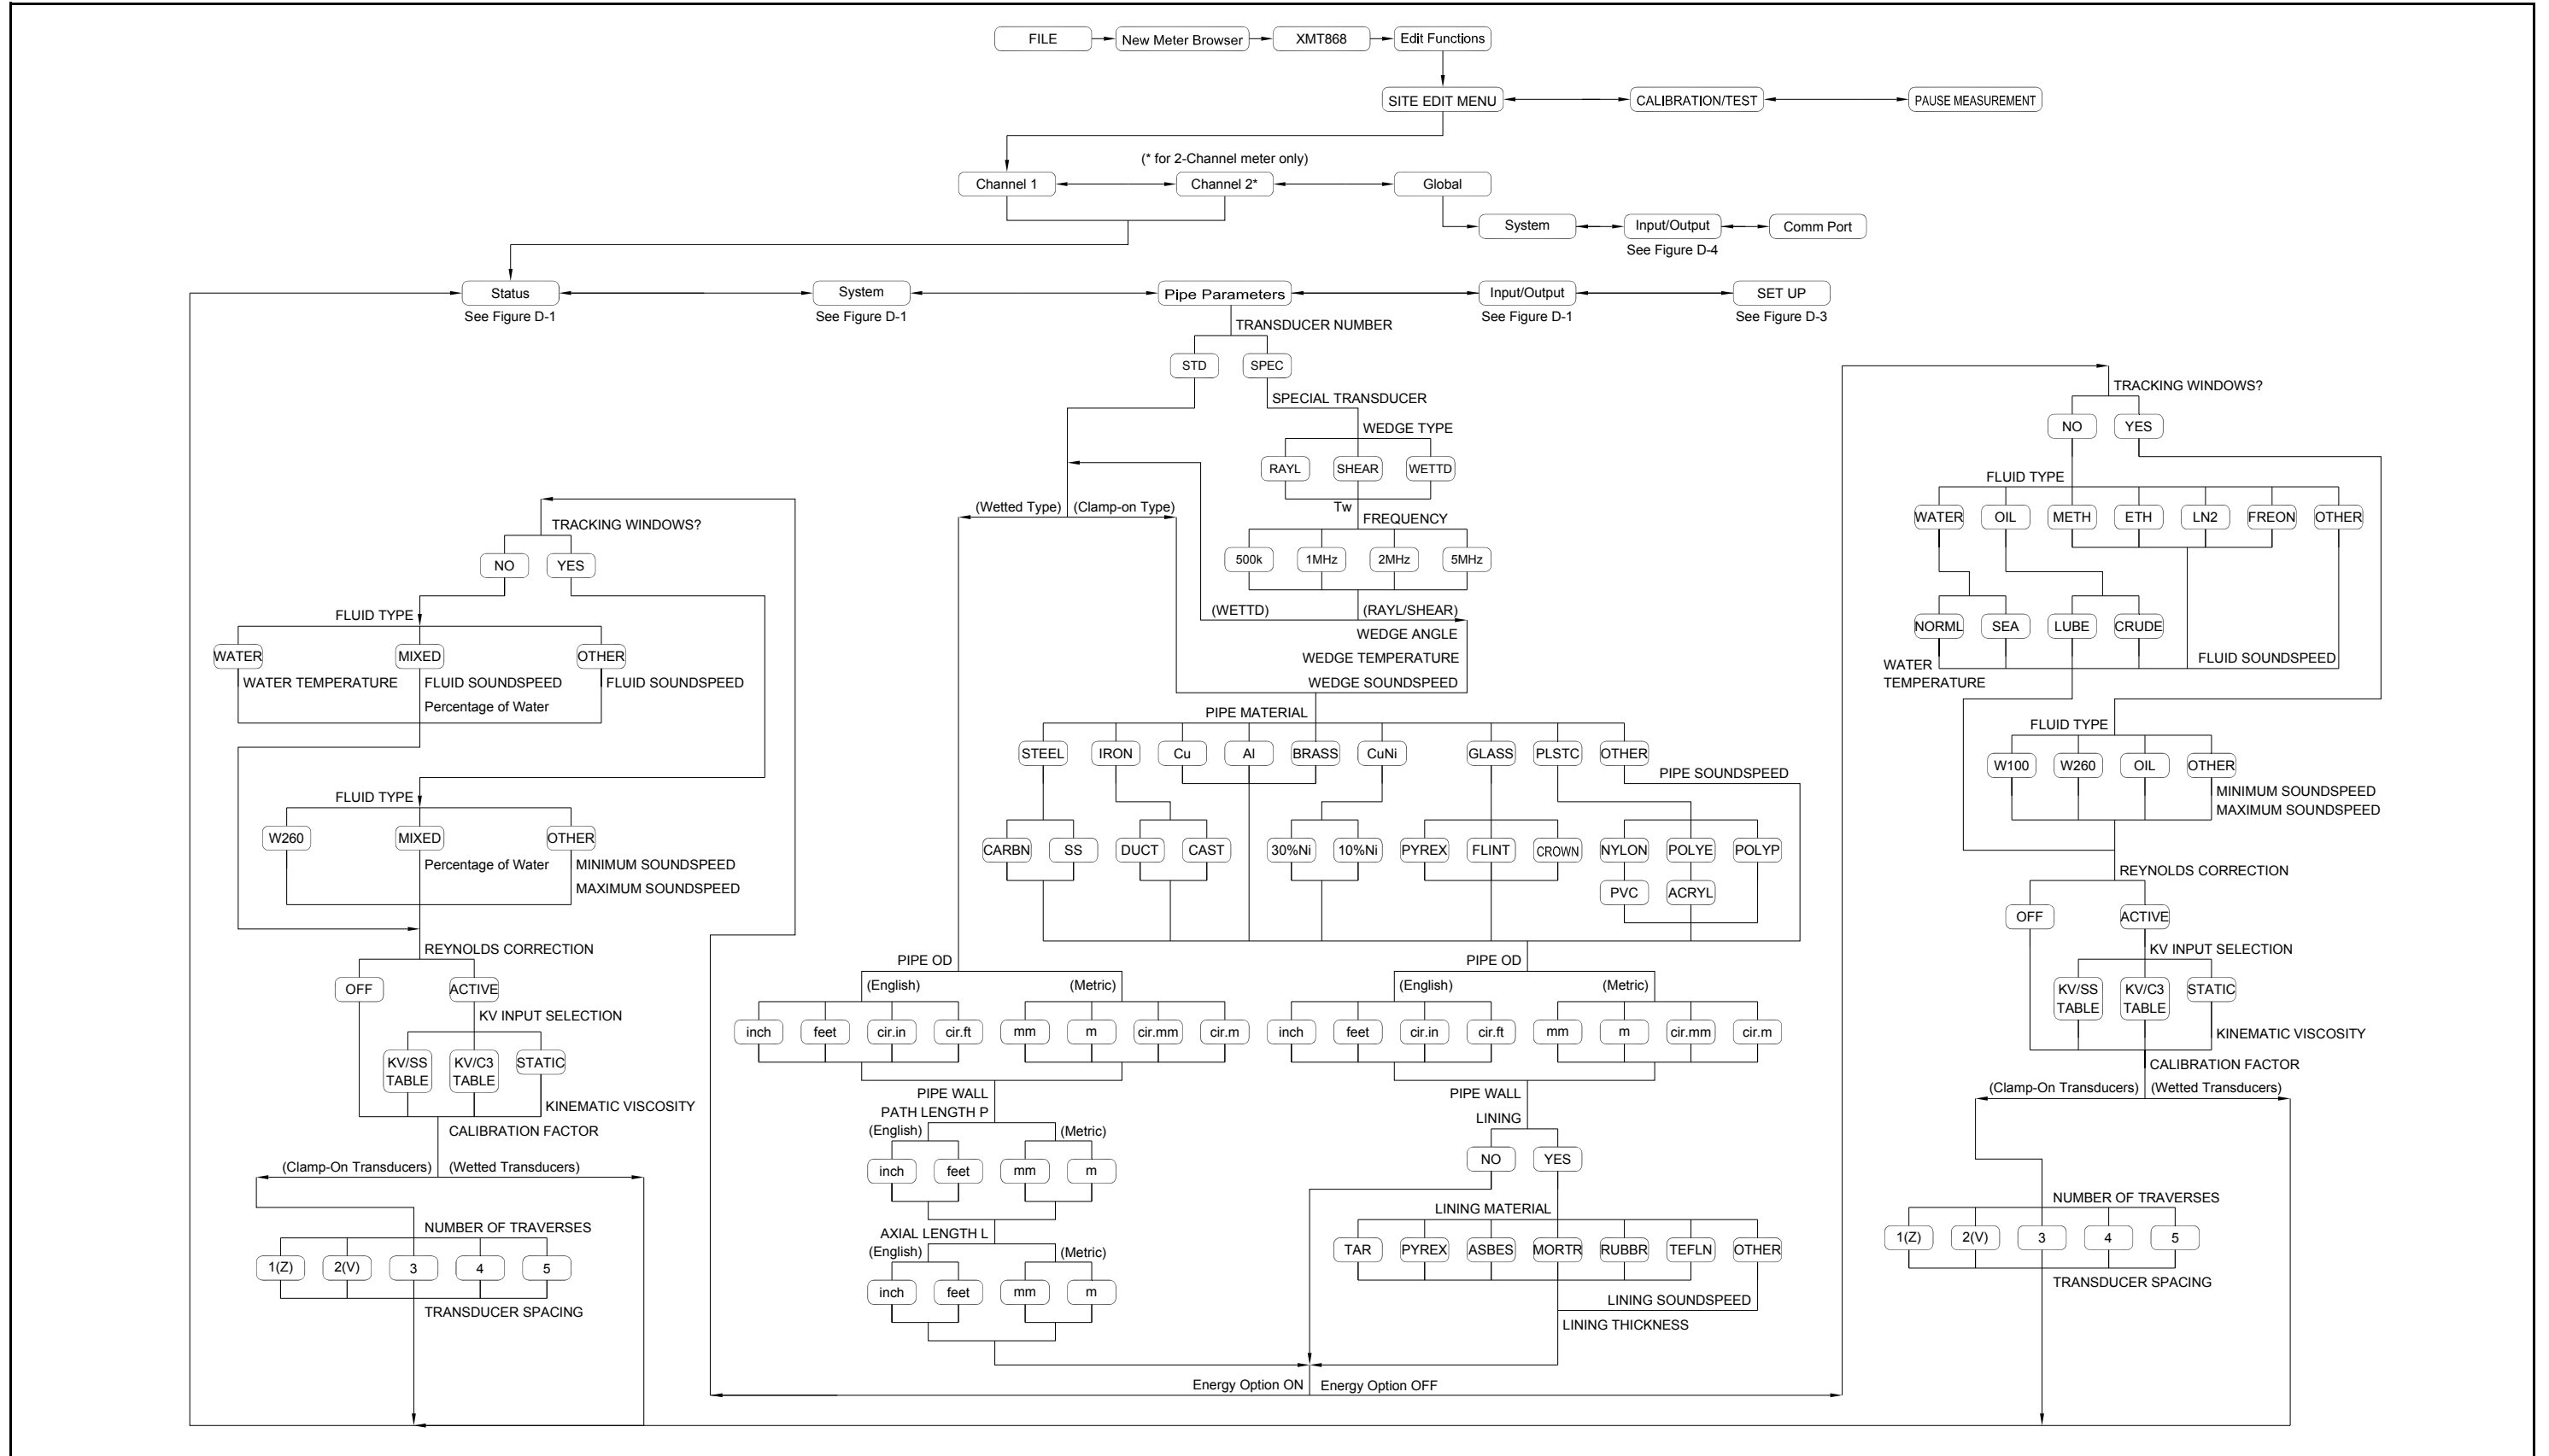 FILE
New Meter Browser
XMT868
Edit Functions
SITE EDIT MENU
CALIBRATION/TEST
PAUSE MEASUREMENT
(* for 2-Channel meter only)
Channel 1
Channel 2*
Global
System
Input/Output
Comm Port
See Figure D-4
Status
System
Pipe Parameters
Input/Output
SET UP
See Figure D-1
See Figure D-1
See Figure D-1
See Figure D-3
TRANSDUCER NUMBER
STD
SPEC
SPECIAL TRANSDUCER
WEDGE TYPE
RAYL
SHEAR
WETTD
Tw
(Wetted Type)
(Clamp-on Type)
FREQUENCY
500k
1MHz
2MHz
5MHz
(WETTD)
(RAYL/SHEAR)
WEDGE ANGLE
WEDGE TEMPERATURE
WEDGE SOUNDSPEED
PIPE MATERIAL
STEEL
IRON
Cu
Al
BRASS
CuNi
GLASS
PLSTC
OTHER
PIPE SOUNDSPEED
CARBN
SS
DUCT
CAST
30%Ni
10%Ni
PYREX
FLINT
CROWN
NYLON
POLYE
POLYP
PVC
ACRYL
PIPE OD
(English)
(Metric)
inch
feet
cir.in
cir.ft
mm
m
cir.mm
cir.m
PIPE WALL
PATH LENGTH P
(English)
(Metric)
inch
feet
mm
m
AXIAL LENGTH L
(English)
(Metric)
inch
feet
mm
m
PIPE OD
(English)
(Metric)
inch
feet
cir.in
cir.ft
mm
m
cir.mm
cir.m
PIPE WALL
LINING
NO
YES
LINING MATERIAL
TAR
PYREX
ASBES
MORTR
RUBBR
TEFLN
OTHER
LINING SOUNDSPEED
LINING THICKNESS
Energy Option ON
Energy Option OFF
TRACKING WINDOWS?
NO
YES
FLUID TYPE
WATER
MIXED
OTHER
WATER TEMPERATURE
FLUID SOUNDSPEED
FLUID SOUNDSPEED
Percentage of Water
FLUID TYPE
W260
MIXED
OTHER
Percentage of Water
MINIMUM SOUNDSPEED
MAXIMUM SOUNDSPEED
REYNOLDS CORRECTION
OFF
ACTIVE
KV INPUT SELECTION
KV/SS
TABLE
KV/C3
TABLE
STATIC
KINEMATIC VISCOSITY
CALIBRATION FACTOR
(Clamp-On Transducers)
(Wetted Transducers)
NUMBER OF TRAVERSES
1(Z)
2(V)
3
4
5
TRANSDUCER SPACING
TRACKING WINDOWS?
NO
YES
FLUID TYPE
WATER
OIL
METH
ETH
LN2
FREON
OTHER
NORML
SEA
LUBE
CRUDE
WATER
TEMPERATURE
FLUID SOUNDSPEED
FLUID TYPE
W100
W260
OIL
OTHER
MINIMUM SOUNDSPEED
MAXIMUM SOUNDSPEED
REYNOLDS CORRECTION
OFF
ACTIVE
KV INPUT SELECTION
KV/SS
TABLE
KV/C3
TABLE
STATIC
KINEMATIC VISCOSITY
CALIBRATION FACTOR
(Clamp-On Transducers)
(Wetted Transducers)
NUMBER OF TRAVERSES
1(Z)
2(V)
3
4
5
TRANSDUCER SPACING